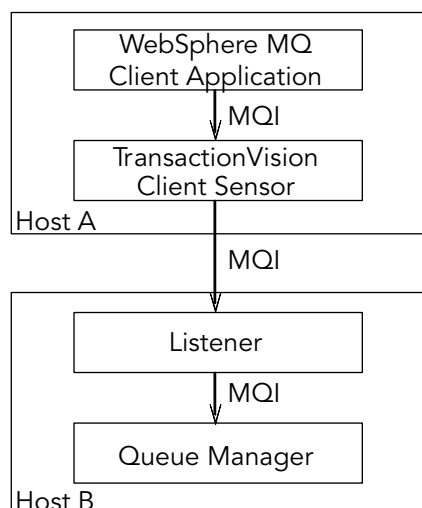 WebSphere MQ
Client Application
MQI
TransactionVision
Client Sensor
Host A
MQI
Listener
MQI
Queue Manager
Host B